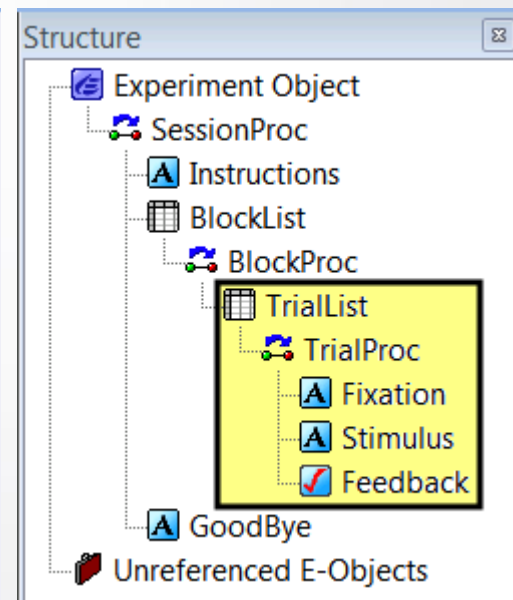 Structure
Experiment Object
SessionProc
A Instructions
BlockList
BlockProc
TrialList
TrialProc
A Fixation
A Stimulus
Feedback
A GoodBye
Unreferenced E-Objects